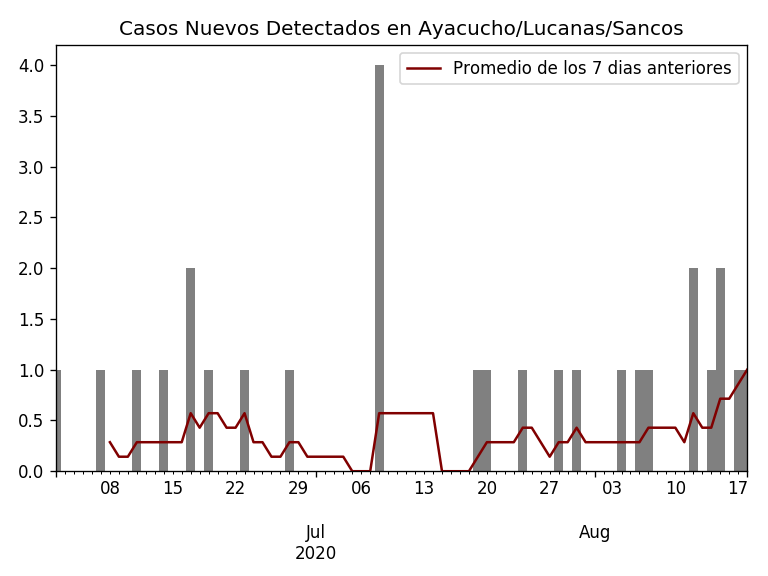 Casos Nuevos Detectados en Ayacucho/Lucanas/Sancos
Promedio de los 7 dias anteriores
4.0
3.5
3.0
2.5
2.0
1.5
1.0
0.5
0.0
08 15 22 29 06 13 20 27 03 10 17
Jul Aug
2020